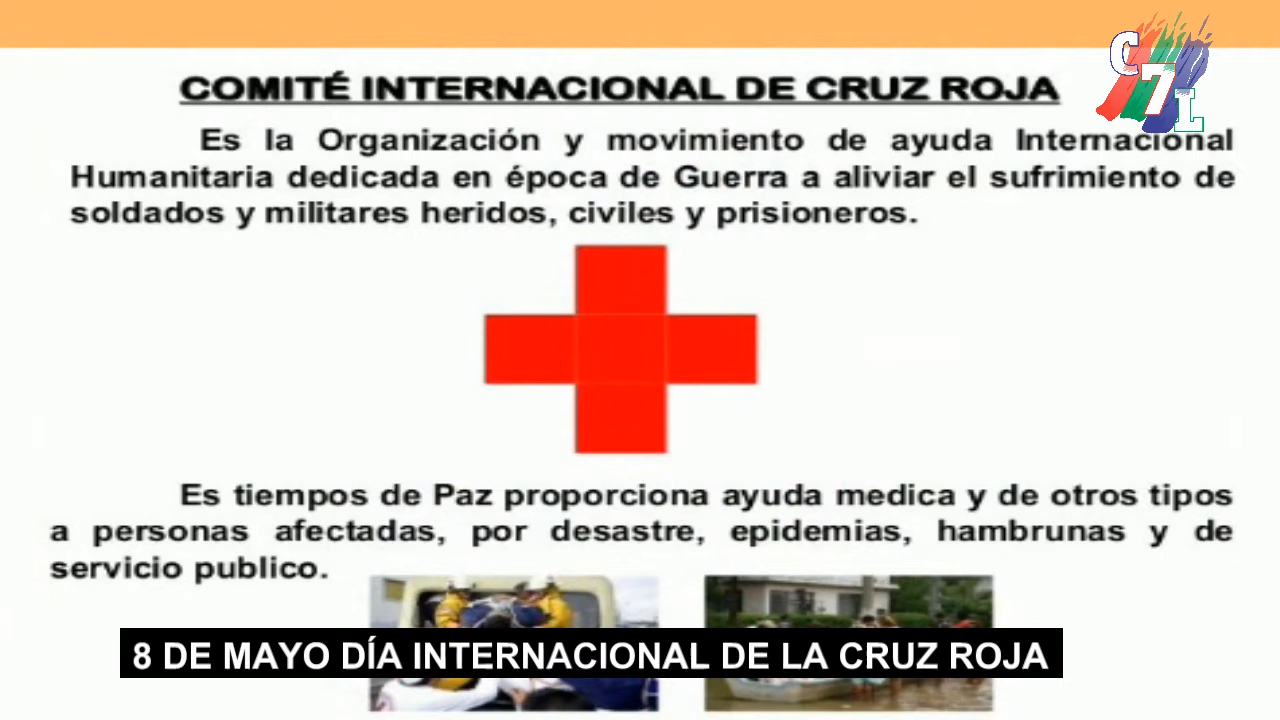 COMITÉ INTERNACIONAL DE CRUZ ROJA
Es la Organización y movimiento de ayuda Internacional
Humanitaria dedicada en época de Guerra a aliviar el sufrimiento de
soldados y militares heridos, civiles y prisioneros.
Es tiempos de Paz proporciona ayuda medica y de otros tipos
a personas afectadas, por desastre, epidemias, hambrunas y de
servicio publico.
8 DE MAYO DÍA INTERNACIONAL DE LA CRUZ ROJA
C7L